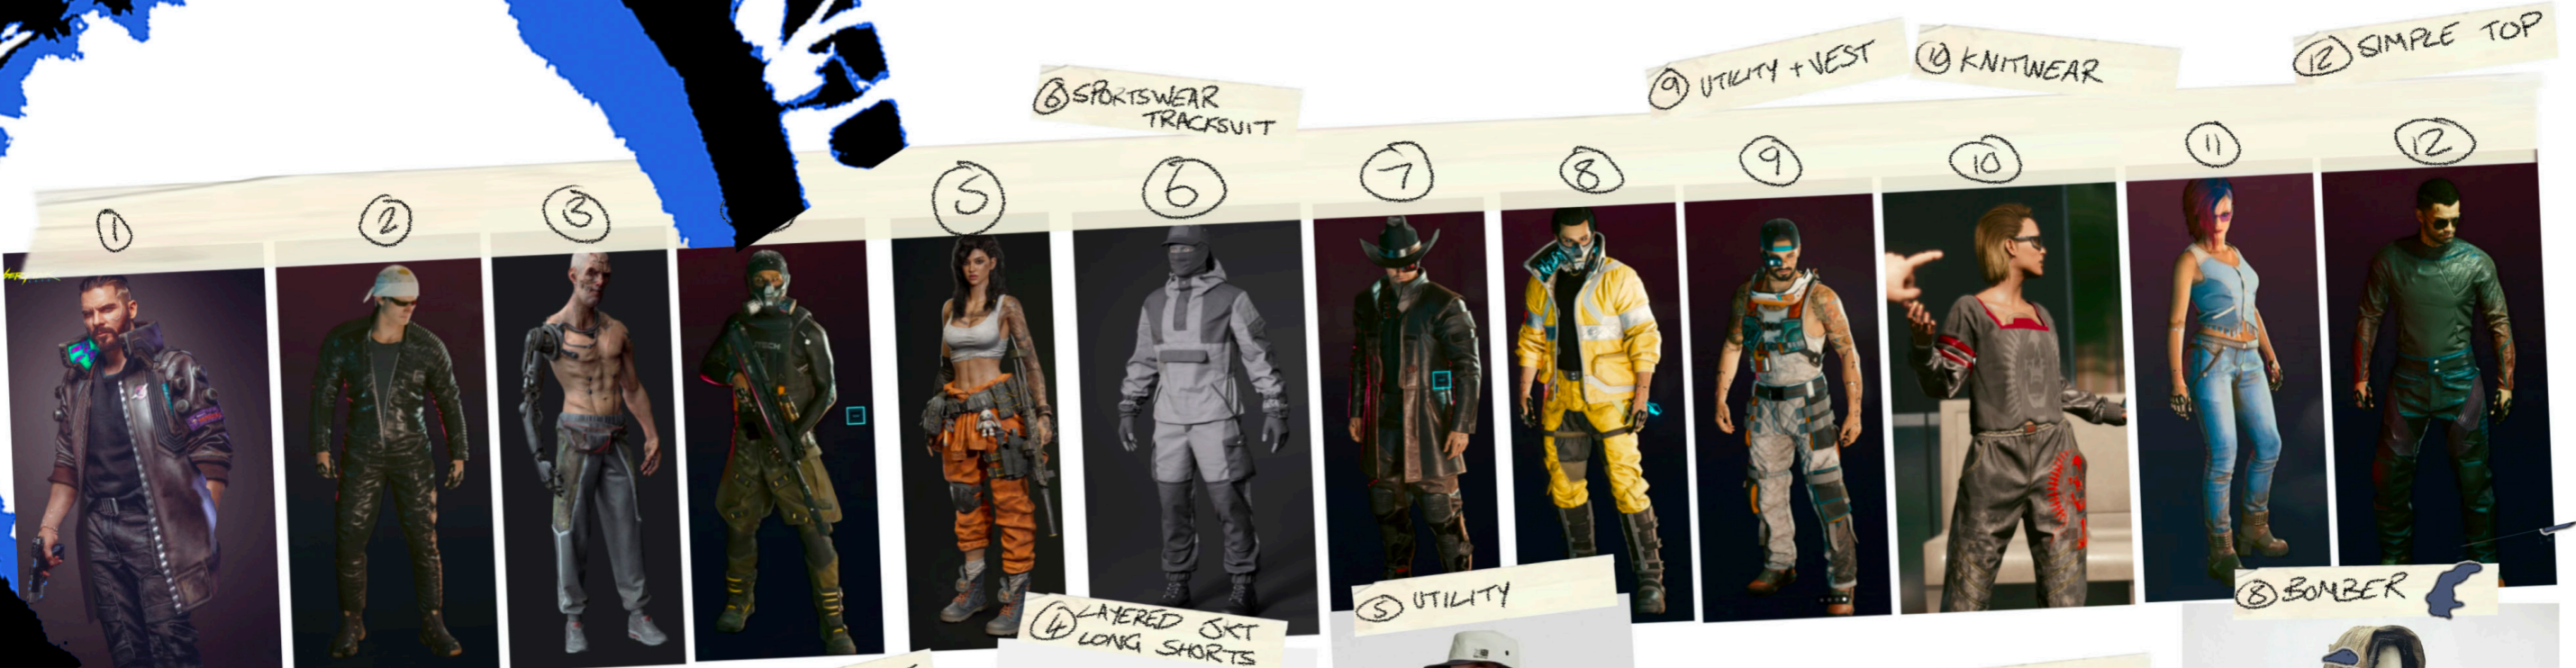 ⑥ SPORTSWEAR
TRACKSUIT
⑨ UTILITY + VEST
⑩ KNITWEAR
⑫ SIMPLE TOP
① ② ③ ⑤ ⑥ ⑦ ⑧ ⑨ ⑩ ⑪ ⑫
④ LAYERED JKT
LONG SHORTS
⑤ UTILITY
⑧ BOMBER